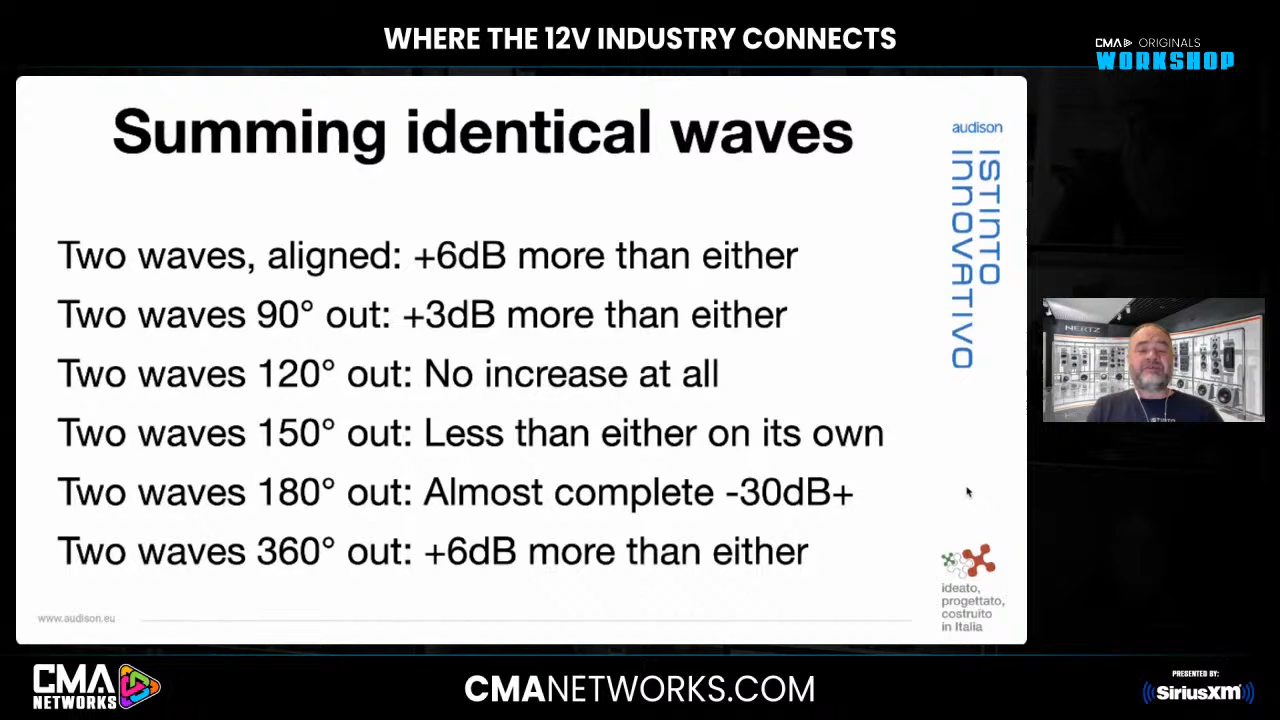 WHERE THE 12V INDUSTRY CONNECTS
CMA ORIGINALS
WORKSHOP
Summing identical waves
audison
ISTINTO
INNOVATIVO
Two waves, aligned: +6dB more than either
Two waves 90° out: +3dB more than either
Two waves 120° out: No increase at all
Two waves 150° out: Less than either on its own
Two waves 180° out: Almost complete -30dB+
Two waves 360° out: +6dB more than either
ideato,
progettato,
costruito
in Italia
www.audison.eu
HERTZ
CMA
NETWORKS
CMANETWORKS.COM
PRESENTED BY:
SiriusXM